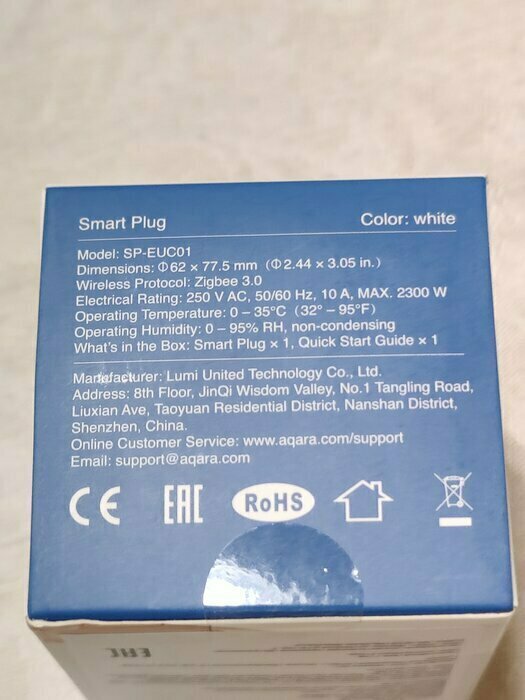 Smart Plug Color: white
Model: SP-EUC01
Dimensions: Φ62 × 77.5 mm (Φ2.44 × 3.05 in.)
Wireless Protocol: Zigbee 3.0
Electrical Rating: 250 V AC, 50/60 Hz, 10 A, MAX. 2300 W
Operating Temperature: 0 – 35°C (32° – 95°F)
Operating Humidity: 0 – 95% RH, non-condensing
What's in the Box: Smart Plug × 1, Quick Start Guide × 1
Manufacturer: Lumi United Technology Co., Ltd.
Address: 8th Floor, JinQi Wisdom Valley, No.1 Tangling Road,
Liuxian Ave, Taoyuan Residential District, Nanshan District,
Shenzhen, China.
Online Customer Service: www.aqara.com/support
Email: support@aqara.com
CE EAC RoHS